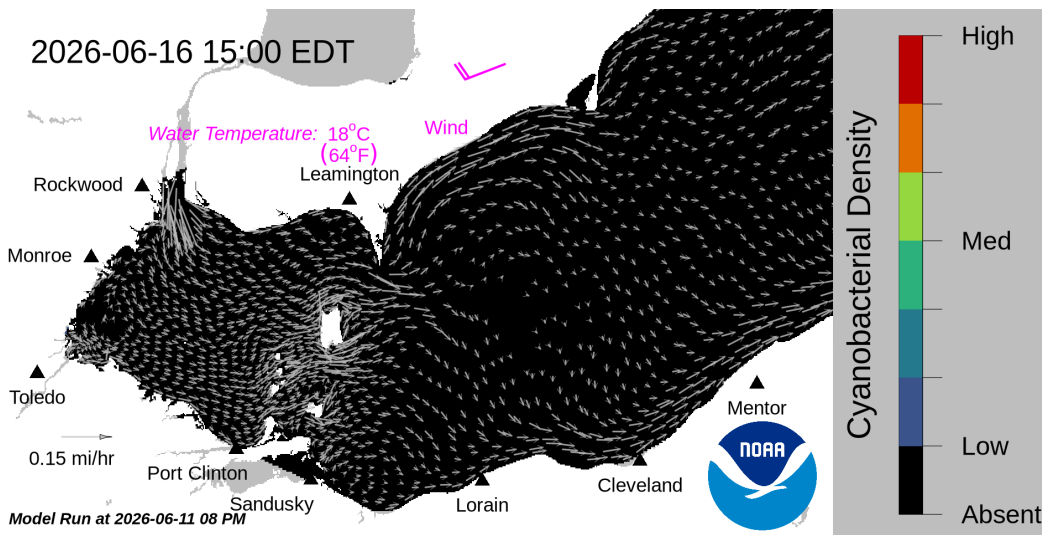 2026-06-16 15:00 EDT
Water Temperature: 18°C
(64°F)
Wind
Leamington
Rockwood
Monroe
Toledo
0.15 mi/hr
Port Clinton
Sandusky
Lorain
Cleveland
Mentor
NOAA
Model Run at 2026-06-11 08 PM
Cyanobacterial Density
High
Med
Low
Absent